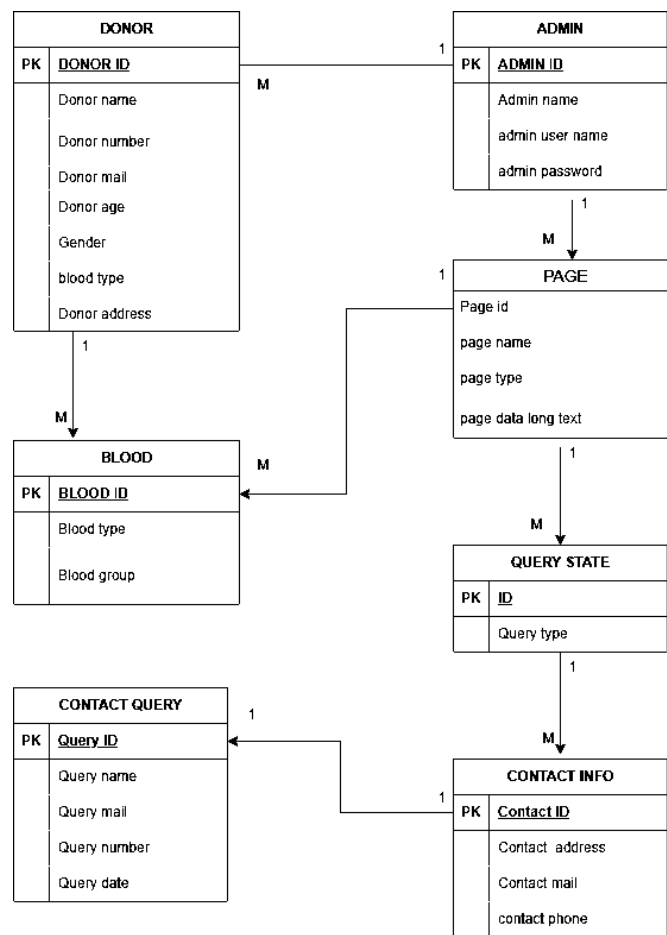 DONOR
PK DONOR ID
Donor name
Donor number
Donor mail
Donor age
Gender
blood type
Donor address
1
M
ADMIN
1
PK ADMIN ID
Admin name
admin user name
admin password
M
1
M
1
PAGE
Page id
page name
page type
page data long text
BLOOD
PK BLOOD ID
Blood type
Blood group
M
1
M
QUERY STATE
PK ID
Query type
1
M
CONTACT QUERY
PK Query ID
Query name
Query mail
Query number
Query date
1
1
CONTACT INFO
PK Contact ID
Contact address
Contact mail
contact phone